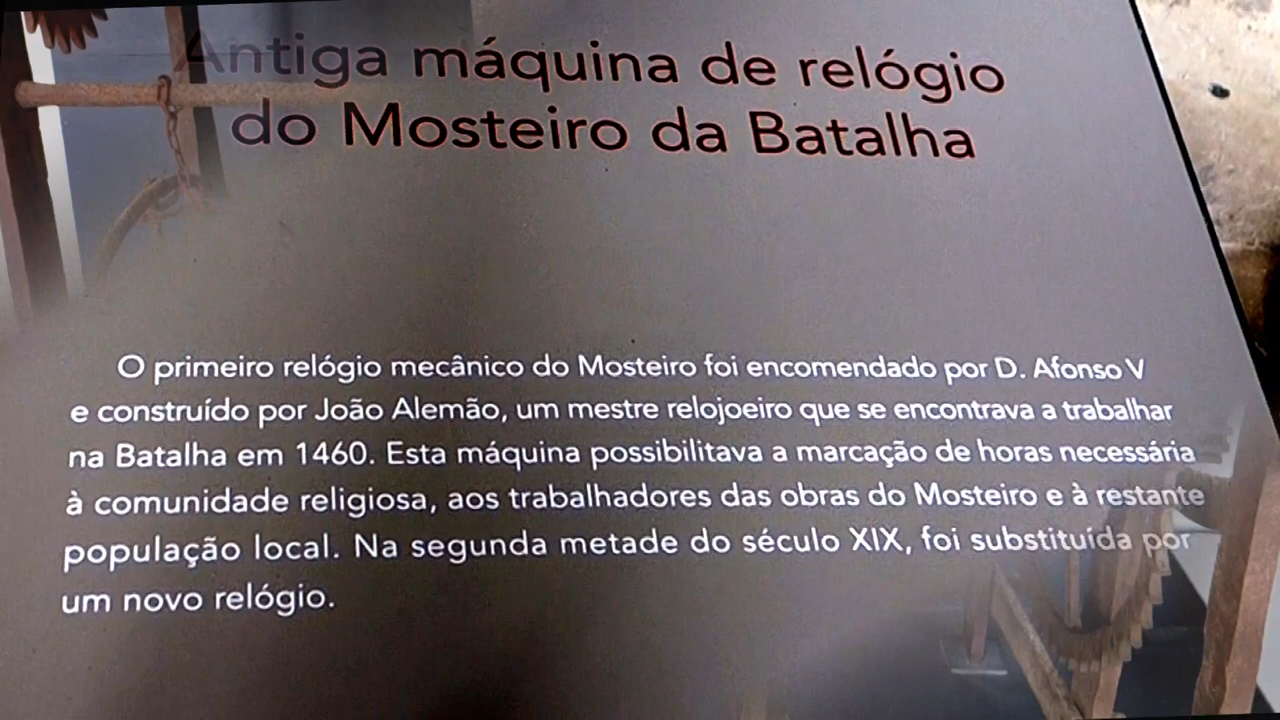 Antiga máquina de relógio
do Mosteiro da Batalha
O primeiro relógio mecânico do Mosteiro foi encomendado por D. Afonso V
e construído por João Alemão, um mestre relojoeiro que se encontrava a trabalhar
na Batalha em 1460. Esta máquina possibilitava a marcação de horas necessária
à comunidade religiosa, aos trabalhadores das obras do Mosteiro e à restante
população local. Na segunda metade do século XIX, foi substituída por
um novo relógio.